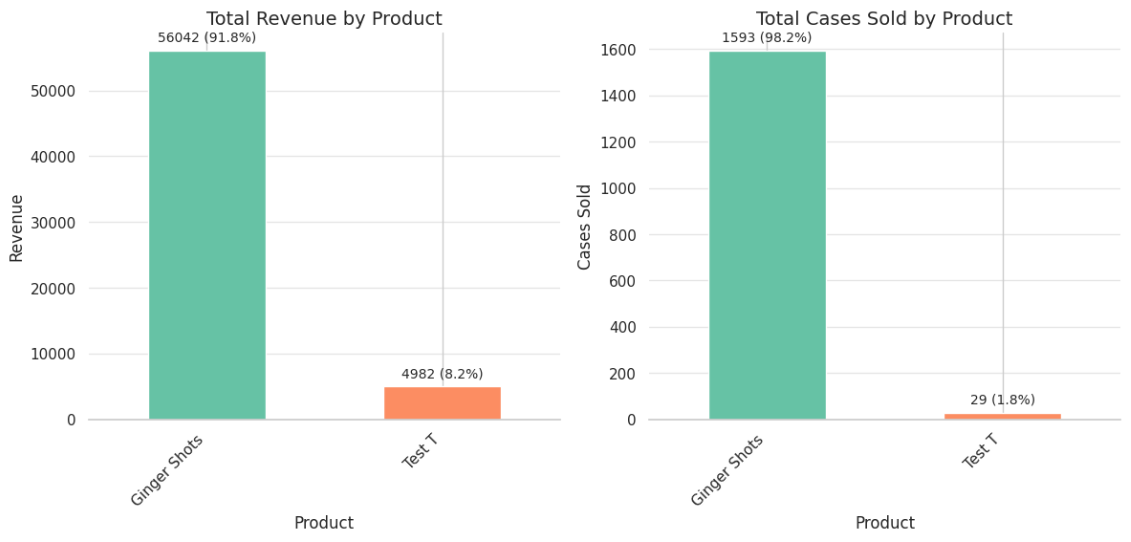 Total Revenue by Product
56042 (91.8%)
50000
40000
30000
20000
10000
0
Revenue
4982 (8.2%)
Ginger Shots
Test T
Product
Total Cases Sold by Product
1593 (98.2%)
1600
1400
1200
1000
800
600
400
200
0
Cases Sold
29 (1.8%)
Ginger Shots
Test T
Product